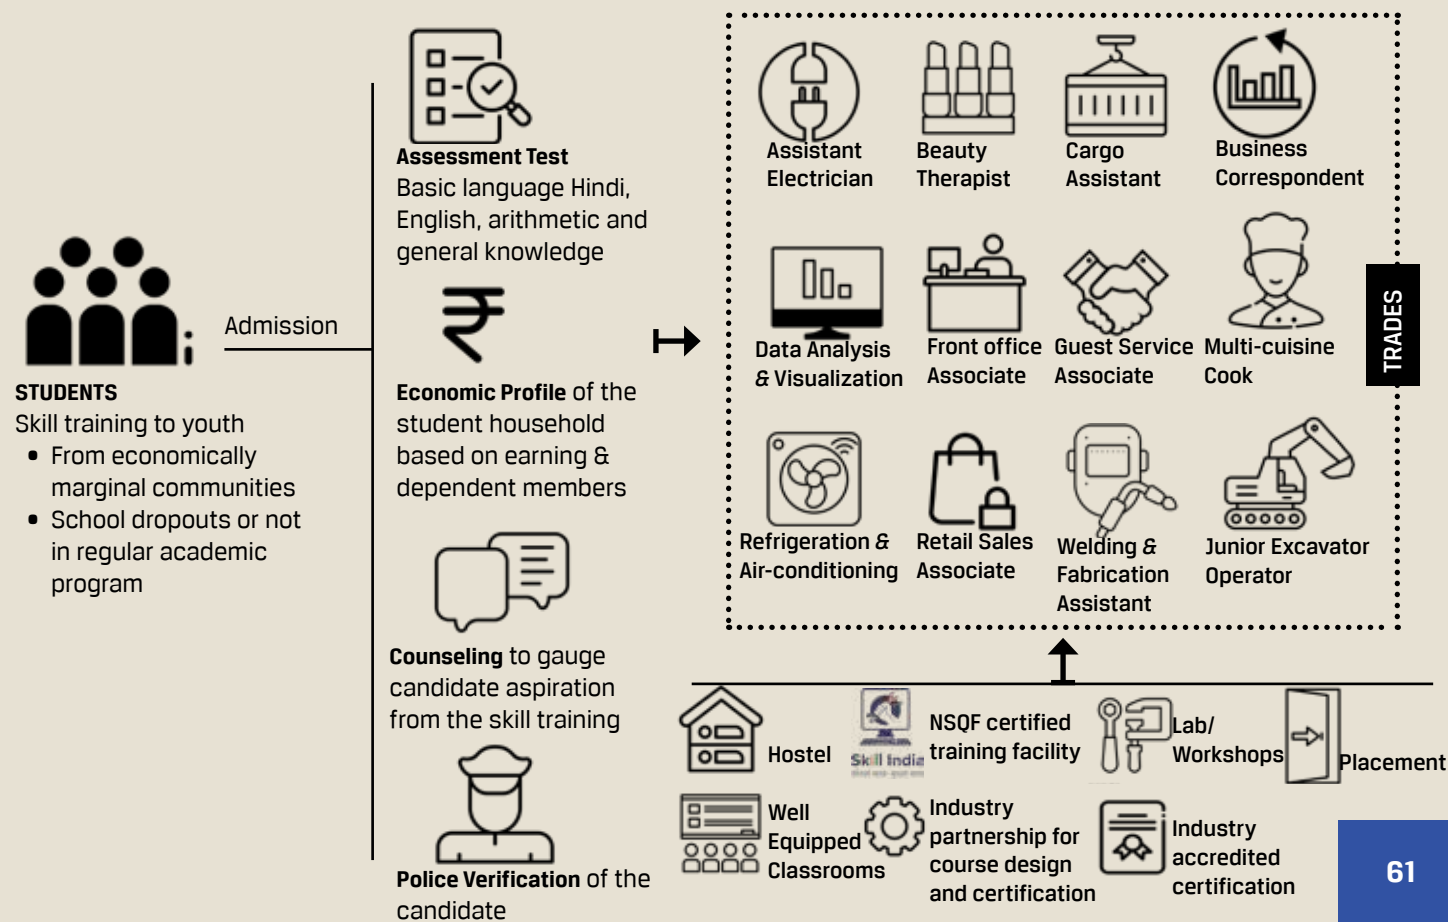 STUDENTS
Skill training to youth
• From economically
marginal communities
• School dropouts or not
in regular academic
program
Admission
Assessment Test
Basic language Hindi,
English, arithmetic and
general knowledge
Economic Profile of the
student household
based on earning &
dependent members
Counseling to gauge
candidate aspiration
from the skill training
Police Verification of the
candidate
Assistant
Electrician
Beauty
Therapist
Cargo
Assistant
Business
Correspondent
Data Analysis
& Visualization
Front office
Associate
Guest Service
Associate
Multi-cuisine
Cook
Refrigeration &
Air-conditioning
Retail Sales
Associate
Welding &
Fabrication
Assistant
Junior Excavator
Operator
TRADES
Hostel
Skill India
NSQF certified
training facility
Lab/
Workshops
Placement
Well
Equipped
Classrooms
Industry
partnership for
course design
and certification
Industry
accredited
certification
61